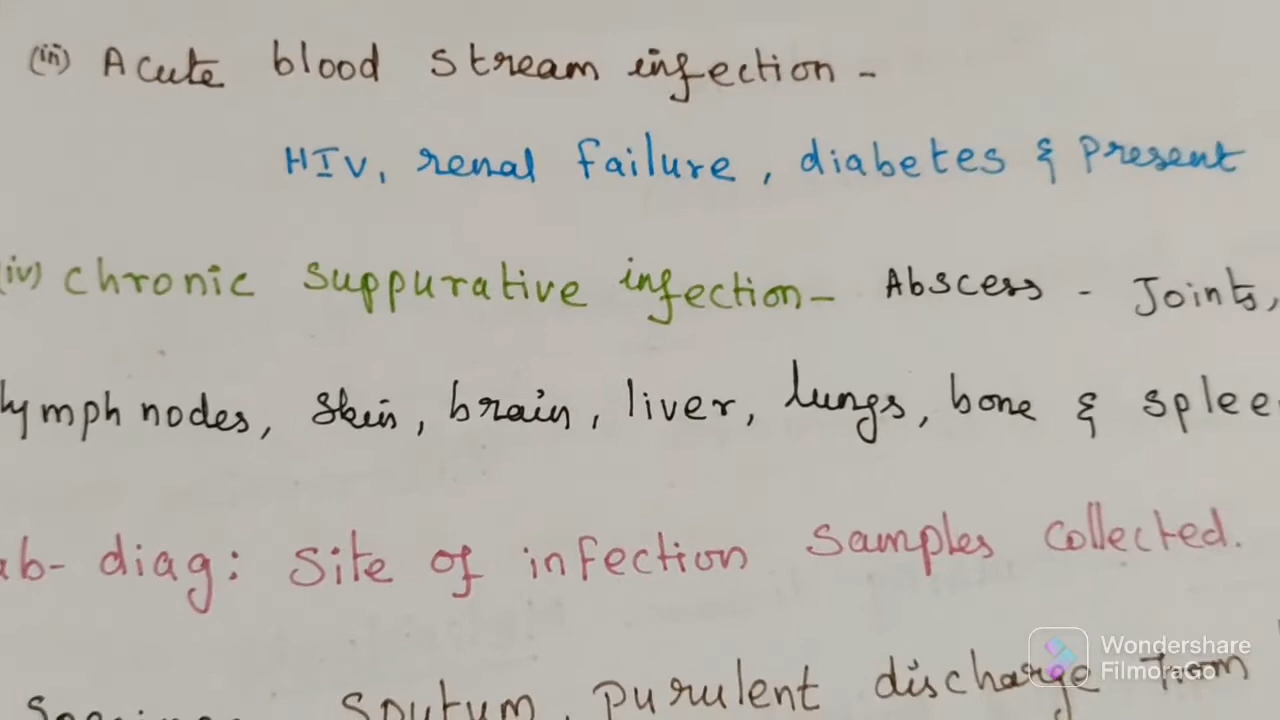 (iii) Acute blood stream infection -
HIV, renal failure, diabetes & present
(iv) chronic suppurative infection - Abscess - Joints,
lymph nodes, skin, brain, liver, lungs, bone & splee
ab- diag: Site of infection samples collected.
Sputum, purulent discharge from
Wondershare
FilmoraGo